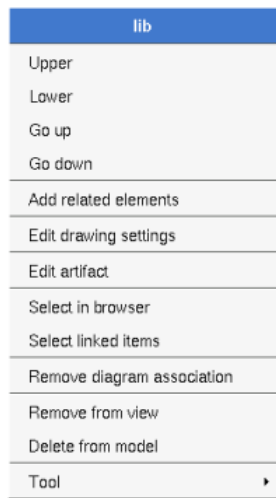 lib
Upper
Lower
Go up
Go down
Add related elements
Edit drawing settings
Edit artifact
Select in browser
Select linked items
Remove diagram association
Remove from view
Delete from model
Tool